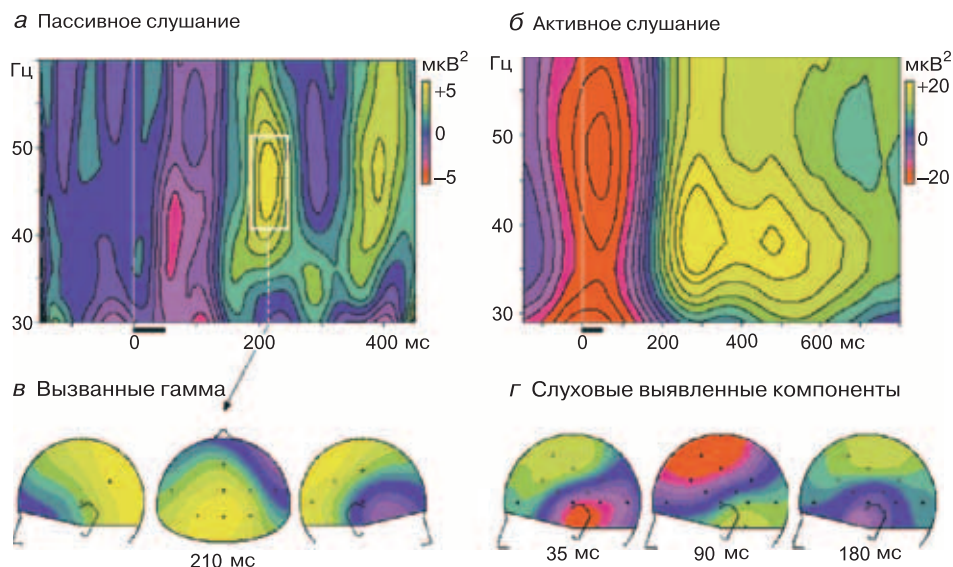 а Пассивное слушание
б Активное слушание
Гц
мкВ²
+5
0
–5
50
40
30
0
200
400 мс
Гц
мкВ²
+20
0
–20
50
40
30
0
200
400
600 мс
в Вызванные гамма
210 мс
г Слуховые выявленные компоненты
35 мс
90 мс
180 мс